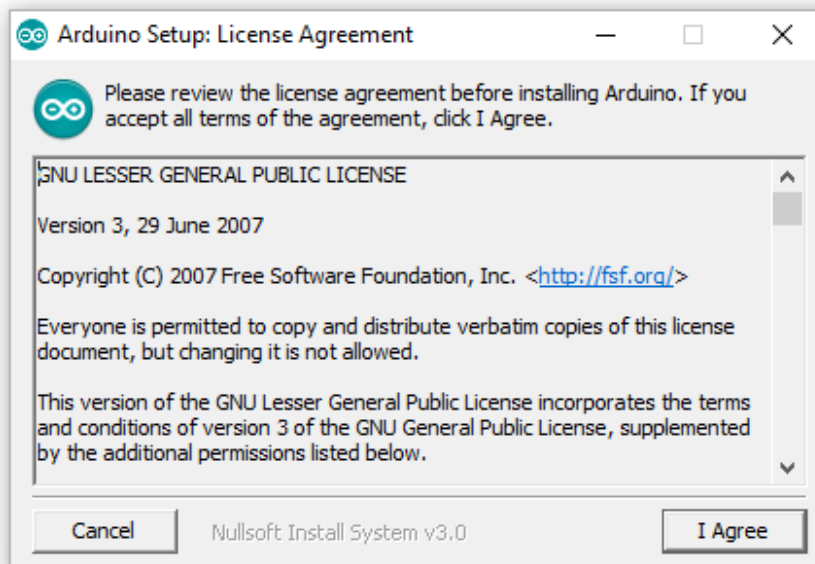 Arduino Setup: License Agreement
Please review the license agreement before installing Arduino. If you
accept all terms of the agreement, click I Agree.
GNU LESSER GENERAL PUBLIC LICENSE
Version 3, 29 June 2007
Copyright (C) 2007 Free Software Foundation, Inc. <http://fsf.org/>
Everyone is permitted to copy and distribute verbatim copies of this license
document, but changing it is not allowed.
This version of the GNU Lesser General Public License incorporates the terms
and conditions of version 3 of the GNU General Public License, supplemented
by the additional permissions listed below.
Cancel
Nullsoft Install System v3.0
I Agree